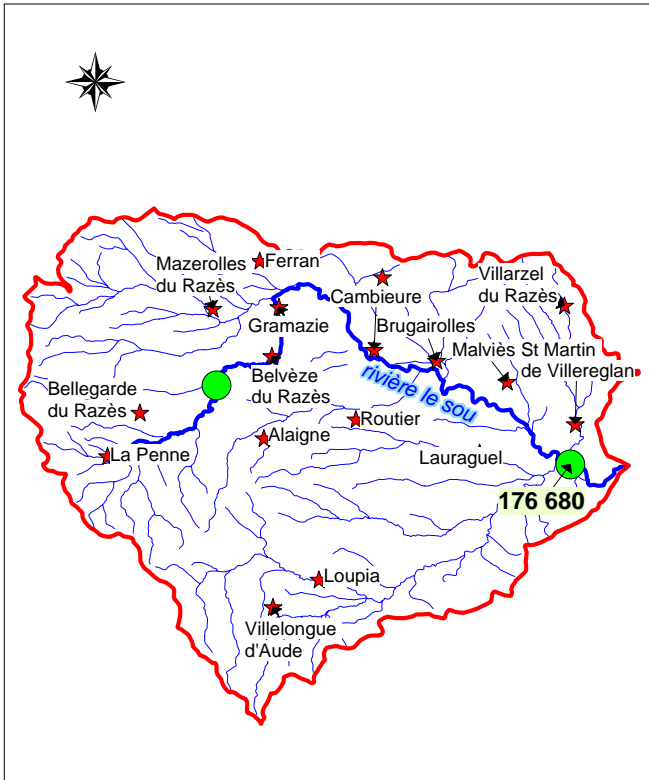 Ferran
Mazerolles
du Razès
Villarzel
du Razès
Cambieure
Gramazie
Brugairolles
Malviès
St Martin
de Villereglan
Belvèze
du Razès
rivière le sou
Bellegarde
du Razès
Routier
Alaigne
La Penne
Lauraguel
176 680
Loupia
Villelongue
d'Aude